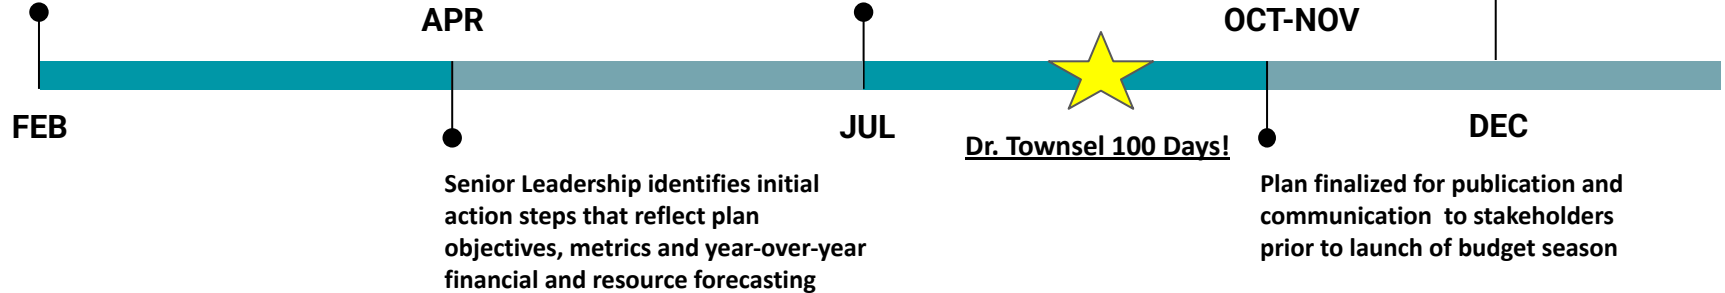 APR
OCT-NOV
FEB
JUL
DEC
Dr. Townsel 100 Days!
Senior Leadership identifies initial
action steps that reflect plan
objectives, metrics and year-over-year
financial and resource forecasting
Plan finalized for publication and
communication  to stakeholders
prior to launch of budget season